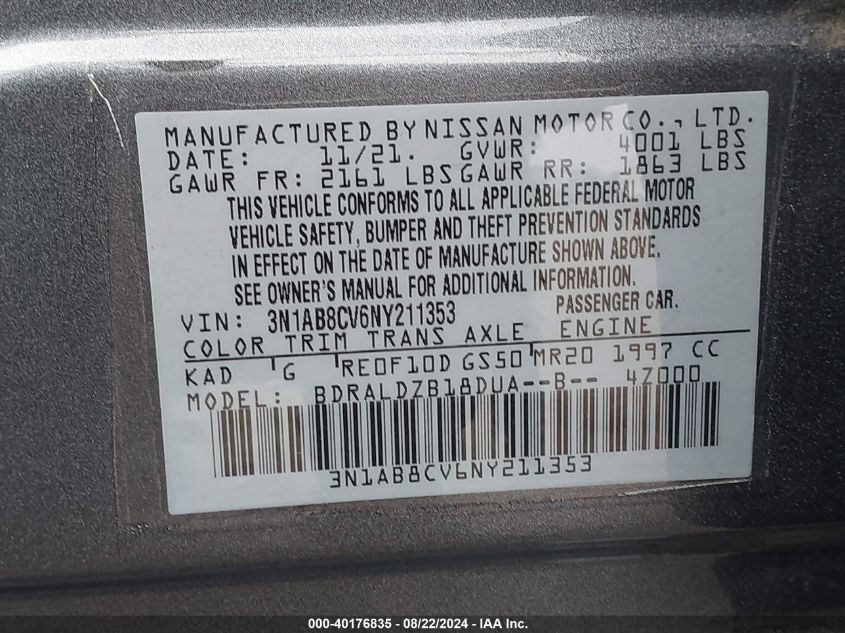 MANUFACTURED BY NISSAN MOTOR CO., LTD.
DATE: 11/21. GVWR: 4001 LBS
GAWR FR: 2161 LBS GAWR RR: 1863 LBS
THIS VEHICLE CONFORMS TO ALL APPLICABLE FEDERAL MOTOR
VEHICLE SAFETY, BUMPER AND THEFT PREVENTION STANDARDS
IN EFFECT ON THE DATE OF MANUFACTURE SHOWN ABOVE.
SEE OWNER'S MANUAL FOR ADDITIONAL INFORMATION.
VIN: 3N1AB8CV6NY211353 PASSENGER CAR.
COLOR TRIM TRANS AXLE ENGINE
KAD G RE0F10D GS50 MR20 1997 CC
MODEL: BDRALDZB18DUA--B-- 4Z000
3N1AB8CV6NY211353
000-40176835 - 08/22/2024 - IAA Inc.